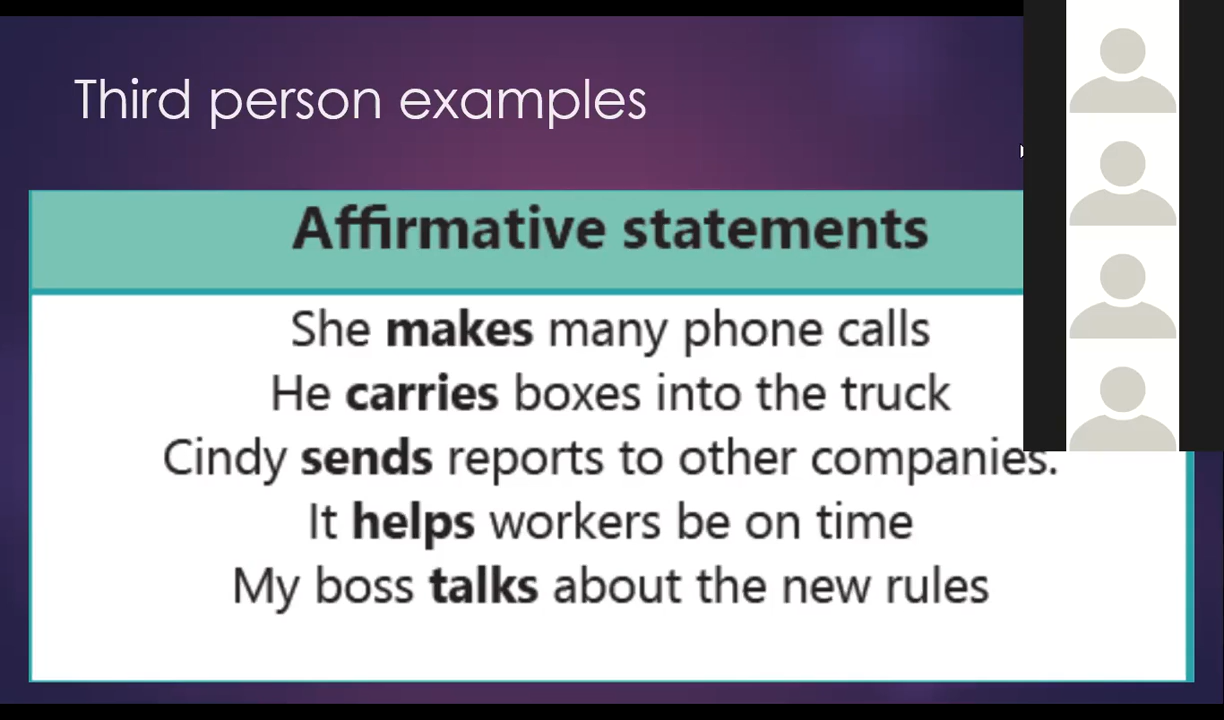 Third person examples
Affirmative statements
She makes many phone calls
He carries boxes into the truck
Cindy sends reports to other companies.
It helps workers be on time
My boss talks about the new rules